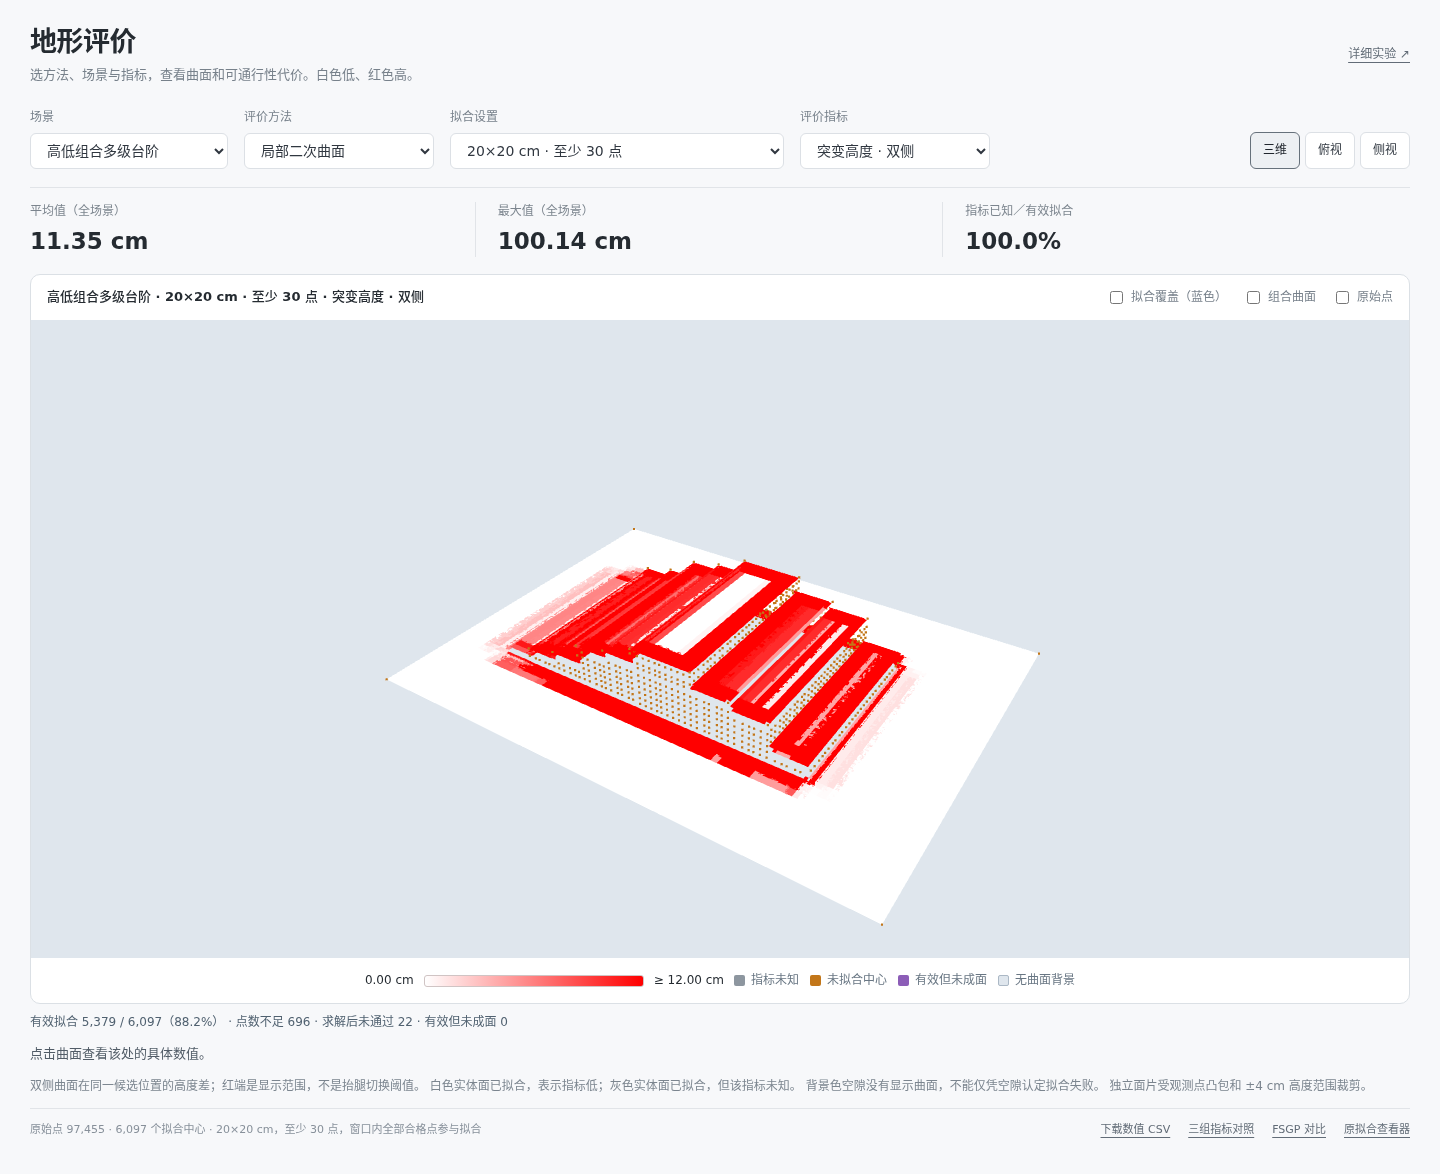 地形评价
选方法、场景与指标，查看曲面和可通行性代价。白色低、红色高。
详细实验 ↗
场景
评价方法
拟合设置
评价指标
高低组合多级台阶
局部二次曲面
20×20 cm · 至少 30 点
突变高度 · 双侧
三维
俯视
侧视
平均值（全场景）
最大值（全场景）
指标已知／有效拟合
11.35 cm
100.14 cm
100.0%
高低组合多级台阶 · 20×20 cm · 至少 30 点 · 突变高度 · 双侧
拟合覆盖（蓝色）
组合曲面
原始点
0.00 cm
≥ 12.00 cm
指标未知
未拟合中心
有效但未成面
无曲面背景
有效拟合 5,379 / 6,097（88.2%） · 点数不足 696 · 求解后未通过 22 · 有效但未成面 0
点击曲面查看该处的具体数值。
双侧曲面在同一候选位置的高度差；红端是显示范围，不是抬腿切换阈值。 白色实体面已拟合，表示指标低；灰色实体面已拟合，但该指标未知。 背景色空隙没有显示曲面，不能仅凭空隙认定拟合失败。 独立面片受观测点凸包和 ±4 cm 高度范围裁剪。
原始点 97,455 · 6,097 个拟合中心 · 20×20 cm，至少 30 点，窗口内全部合格点参与拟合
下载数值 CSV
三组指标对照
FSGP 对比
原拟合查看器